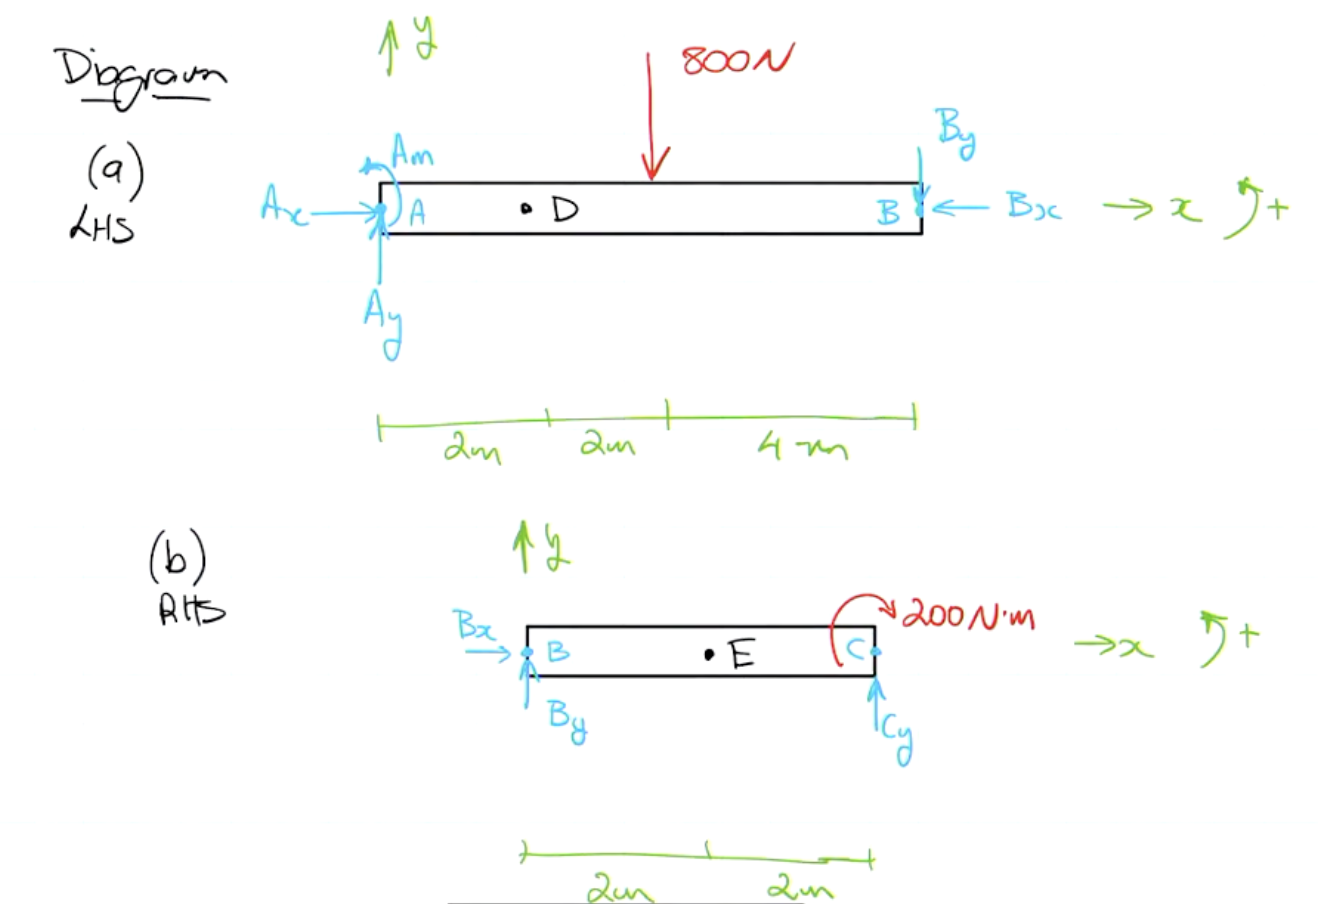 Diagram
↑ y
800N
(a)
LHS
Am
By
Ax
A
• D
B
Bx
→ x
+
Ay
2m
2m
4m
(b)
RHS
↑ y
Bx
B
• E
C
200N·m
→ x
+
By
Cy
2m
2m